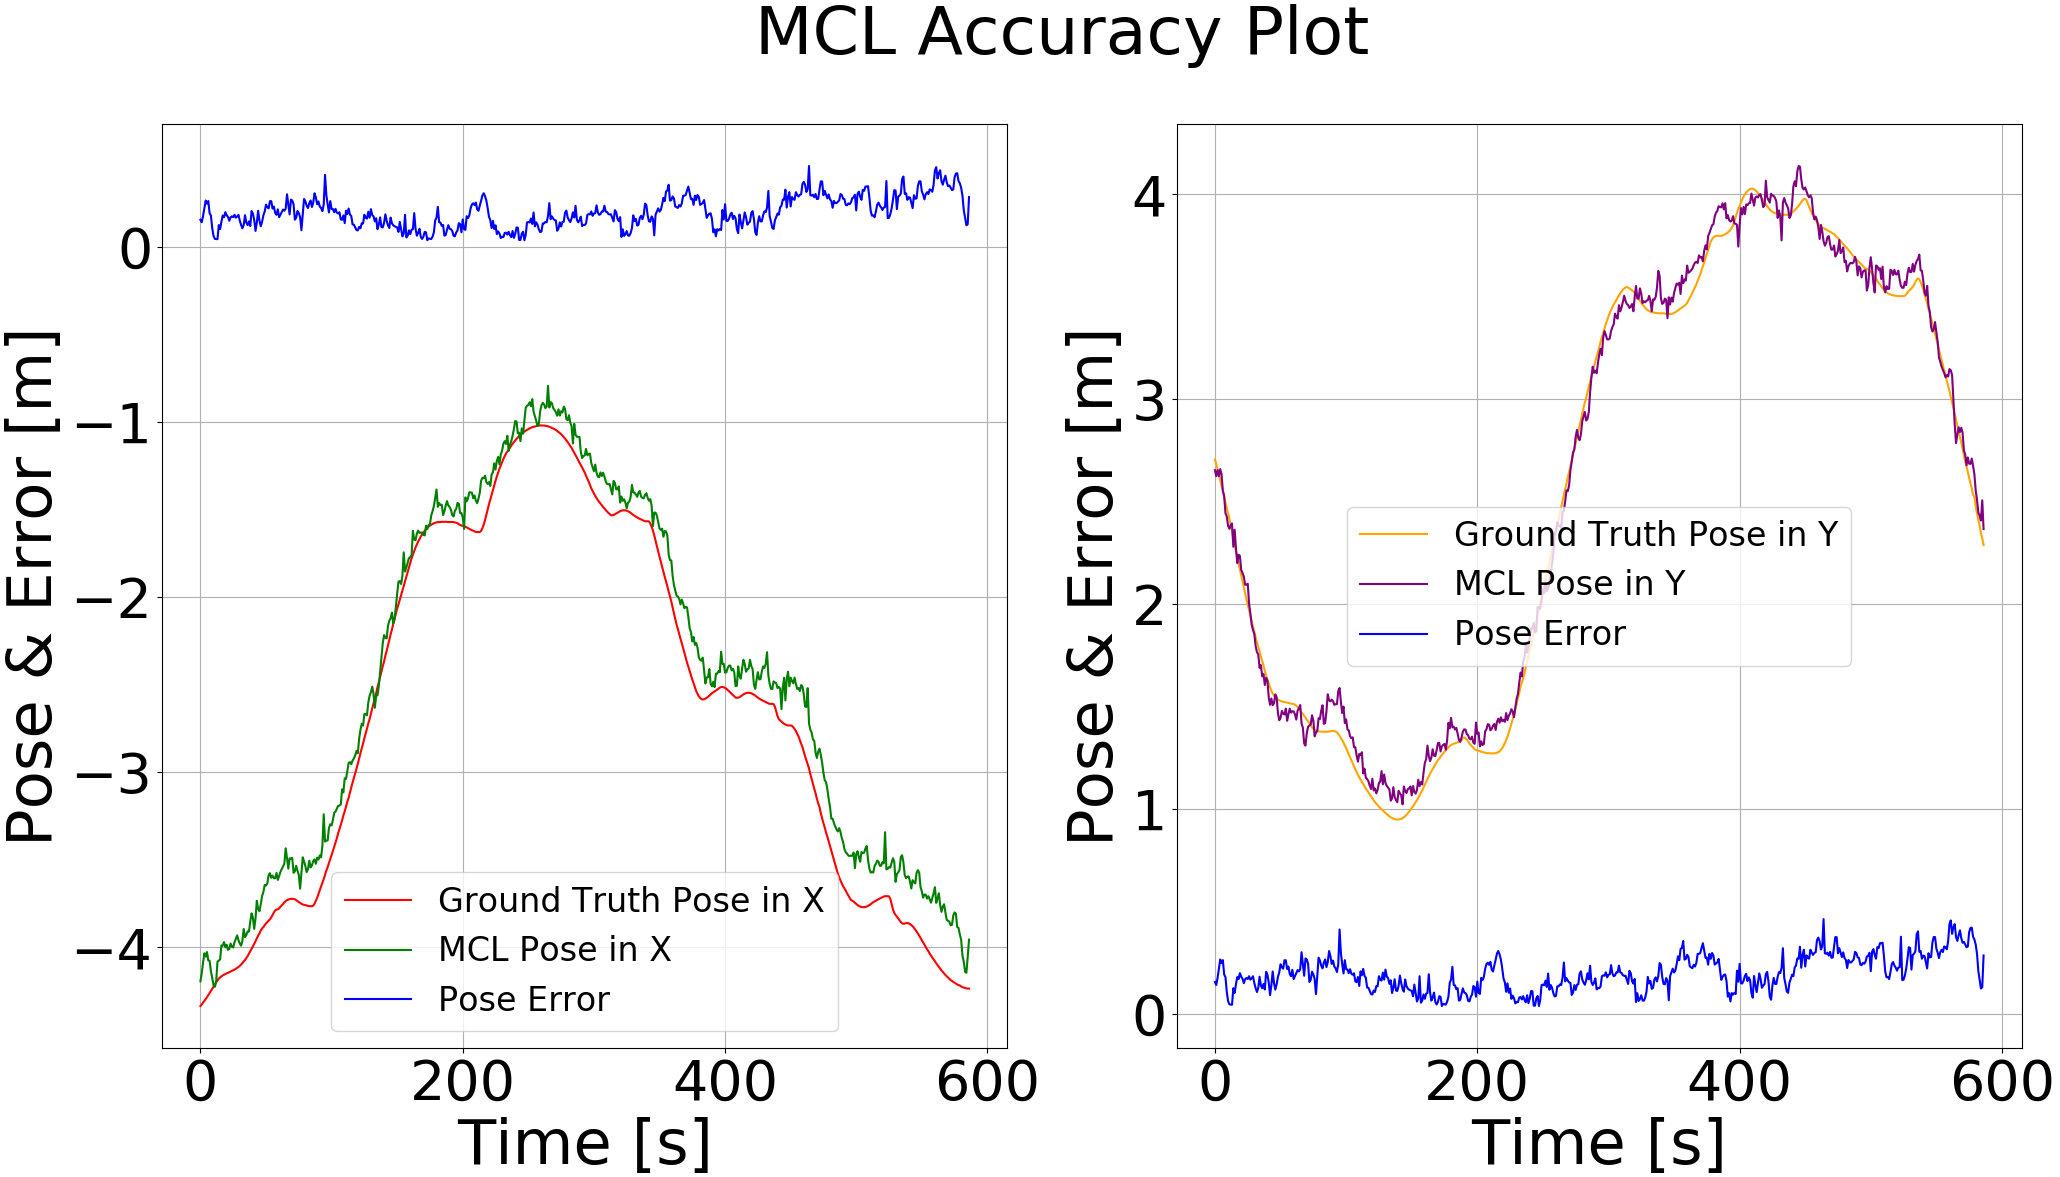 MCL Accuracy Plot
Pose & Error [m]
0
−1
−2
−3
−4
Ground Truth Pose in X
MCL Pose in X
Pose Error
0 200 400 600
Time [s]
Pose & Error [m]
4
3
2
1
0
Ground Truth Pose in Y
MCL Pose in Y
Pose Error
0 200 400 600
Time [s]